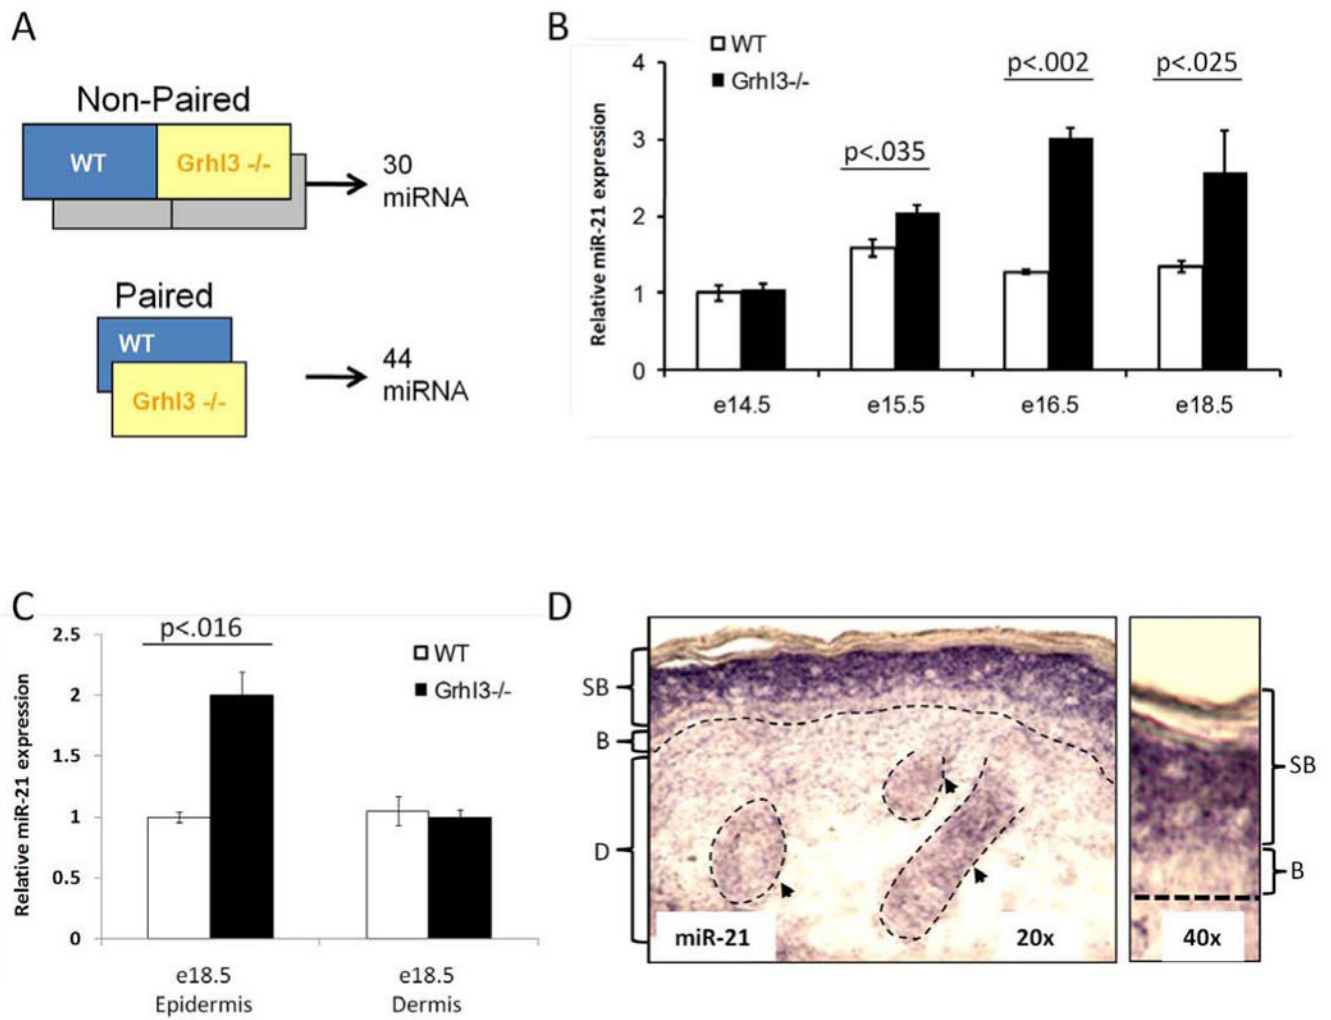 A
Non-Paired
WT
Grhl3 -/-
30
miRNA
Paired
WT
Grhl3 -/-
44
miRNA
B
WT
Grhl3-/-
p<.035
p<.002
p<.025
Relative miR-21 expression
4
3
2
1
0
e14.5
e15.5
e16.5
e18.5
C
p<.016
WT
Grhl3-/-
Relative miR-21 expression
2.5
2
1.5
1
0.5
0
e18.5
Epidermis
e18.5
Dermis
D
SB
B
D
miR-21
20x
40x
SB
B